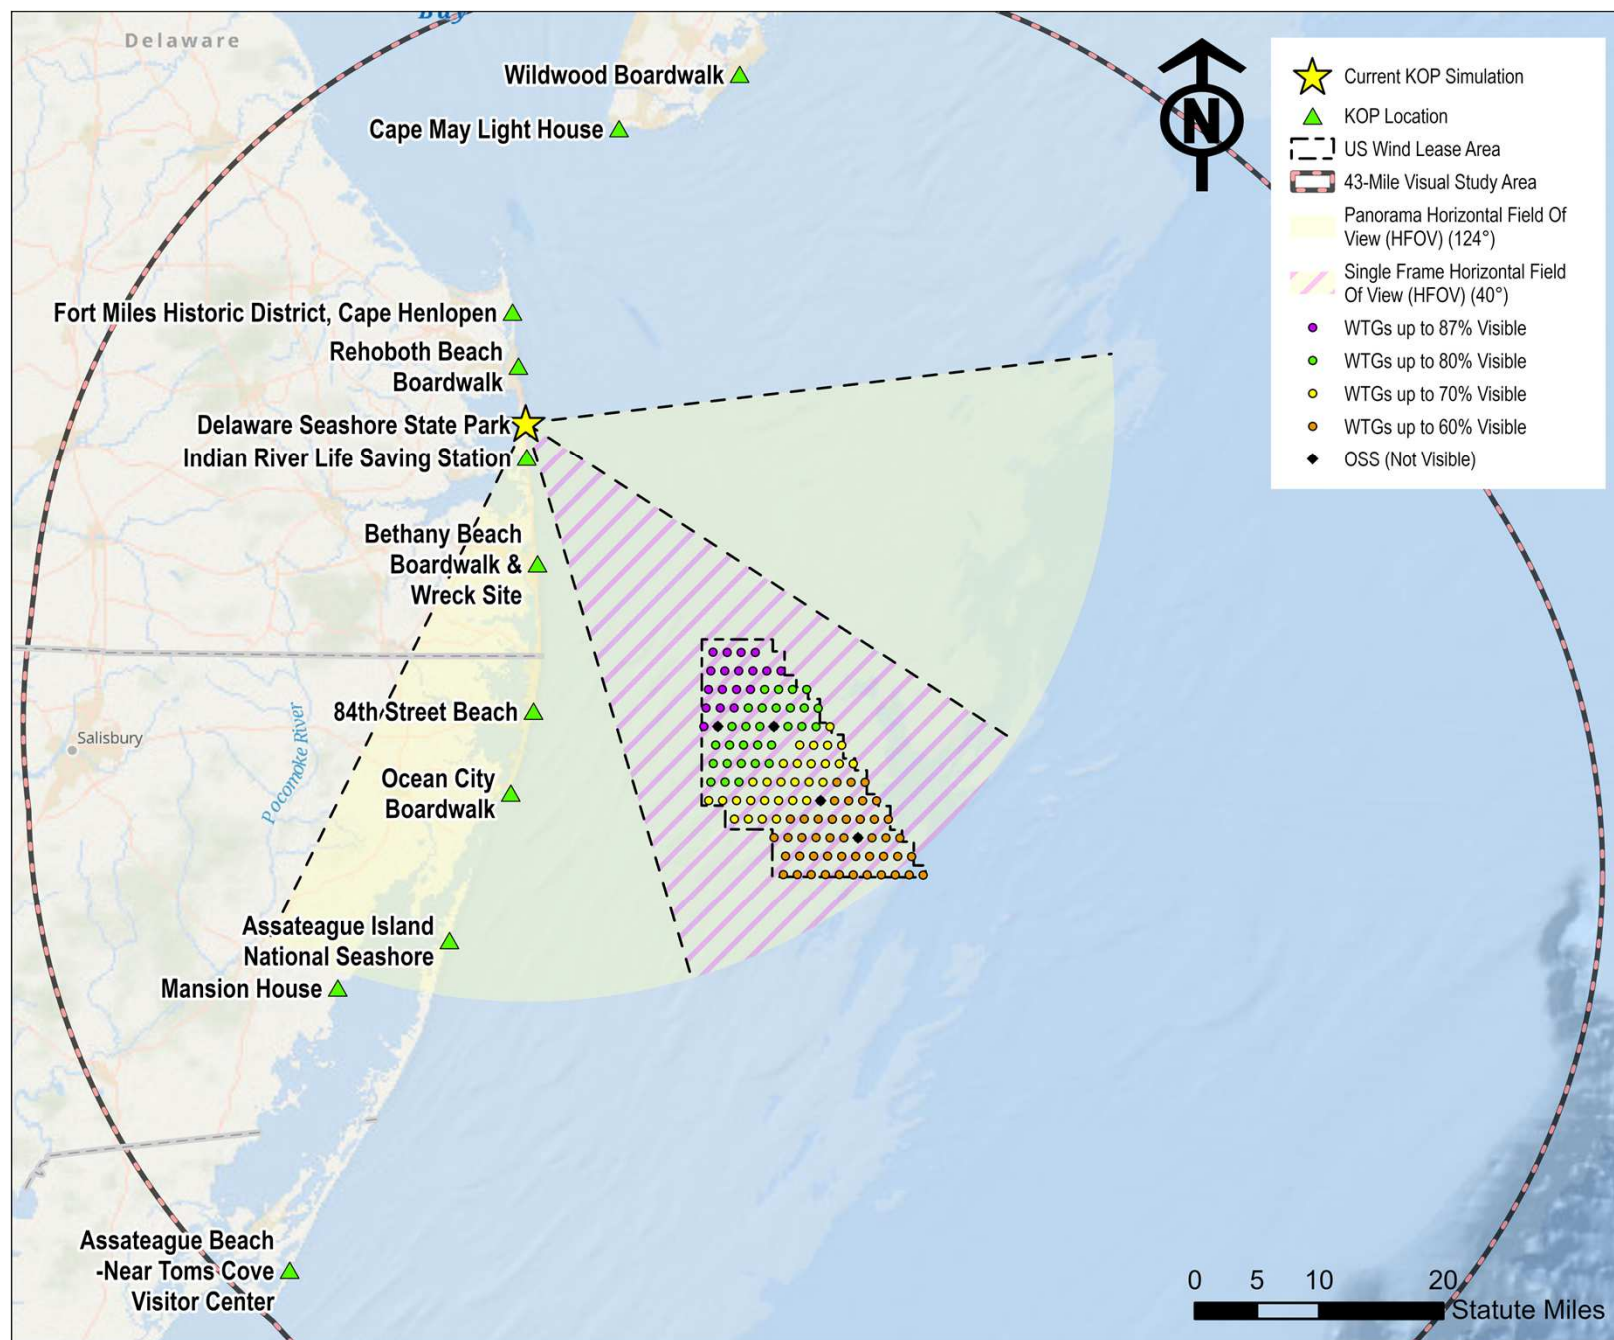 Bay
Delaware
Wildwood Boardwalk
Cape May Light House
N
Current KOP Simulation
KOP Location
US Wind Lease Area
43-Mile Visual Study Area
Panorama Horizontal Field Of
View (HFOV) (124°)
Single Frame Horizontal Field
Of View (HFOV) (40°)
WTGs up to 87% Visible
WTGs up to 80% Visible
WTGs up to 70% Visible
WTGs up to 60% Visible
OSS (Not Visible)
Fort Miles Historic District, Cape Henlopen
Rehoboth Beach
Boardwalk
Delaware Seashore State Park
Indian River Life Saving Station
Bethany Beach
Boardwalk &
Wreck Site
84th Street Beach
Salisbury
Pocomoke River
Ocean City
Boardwalk
Assateague Island
National Seashore
Mansion House
Assateague Beach
-Near Toms Cove
Visitor Center
0 5 10 20
Statute Miles